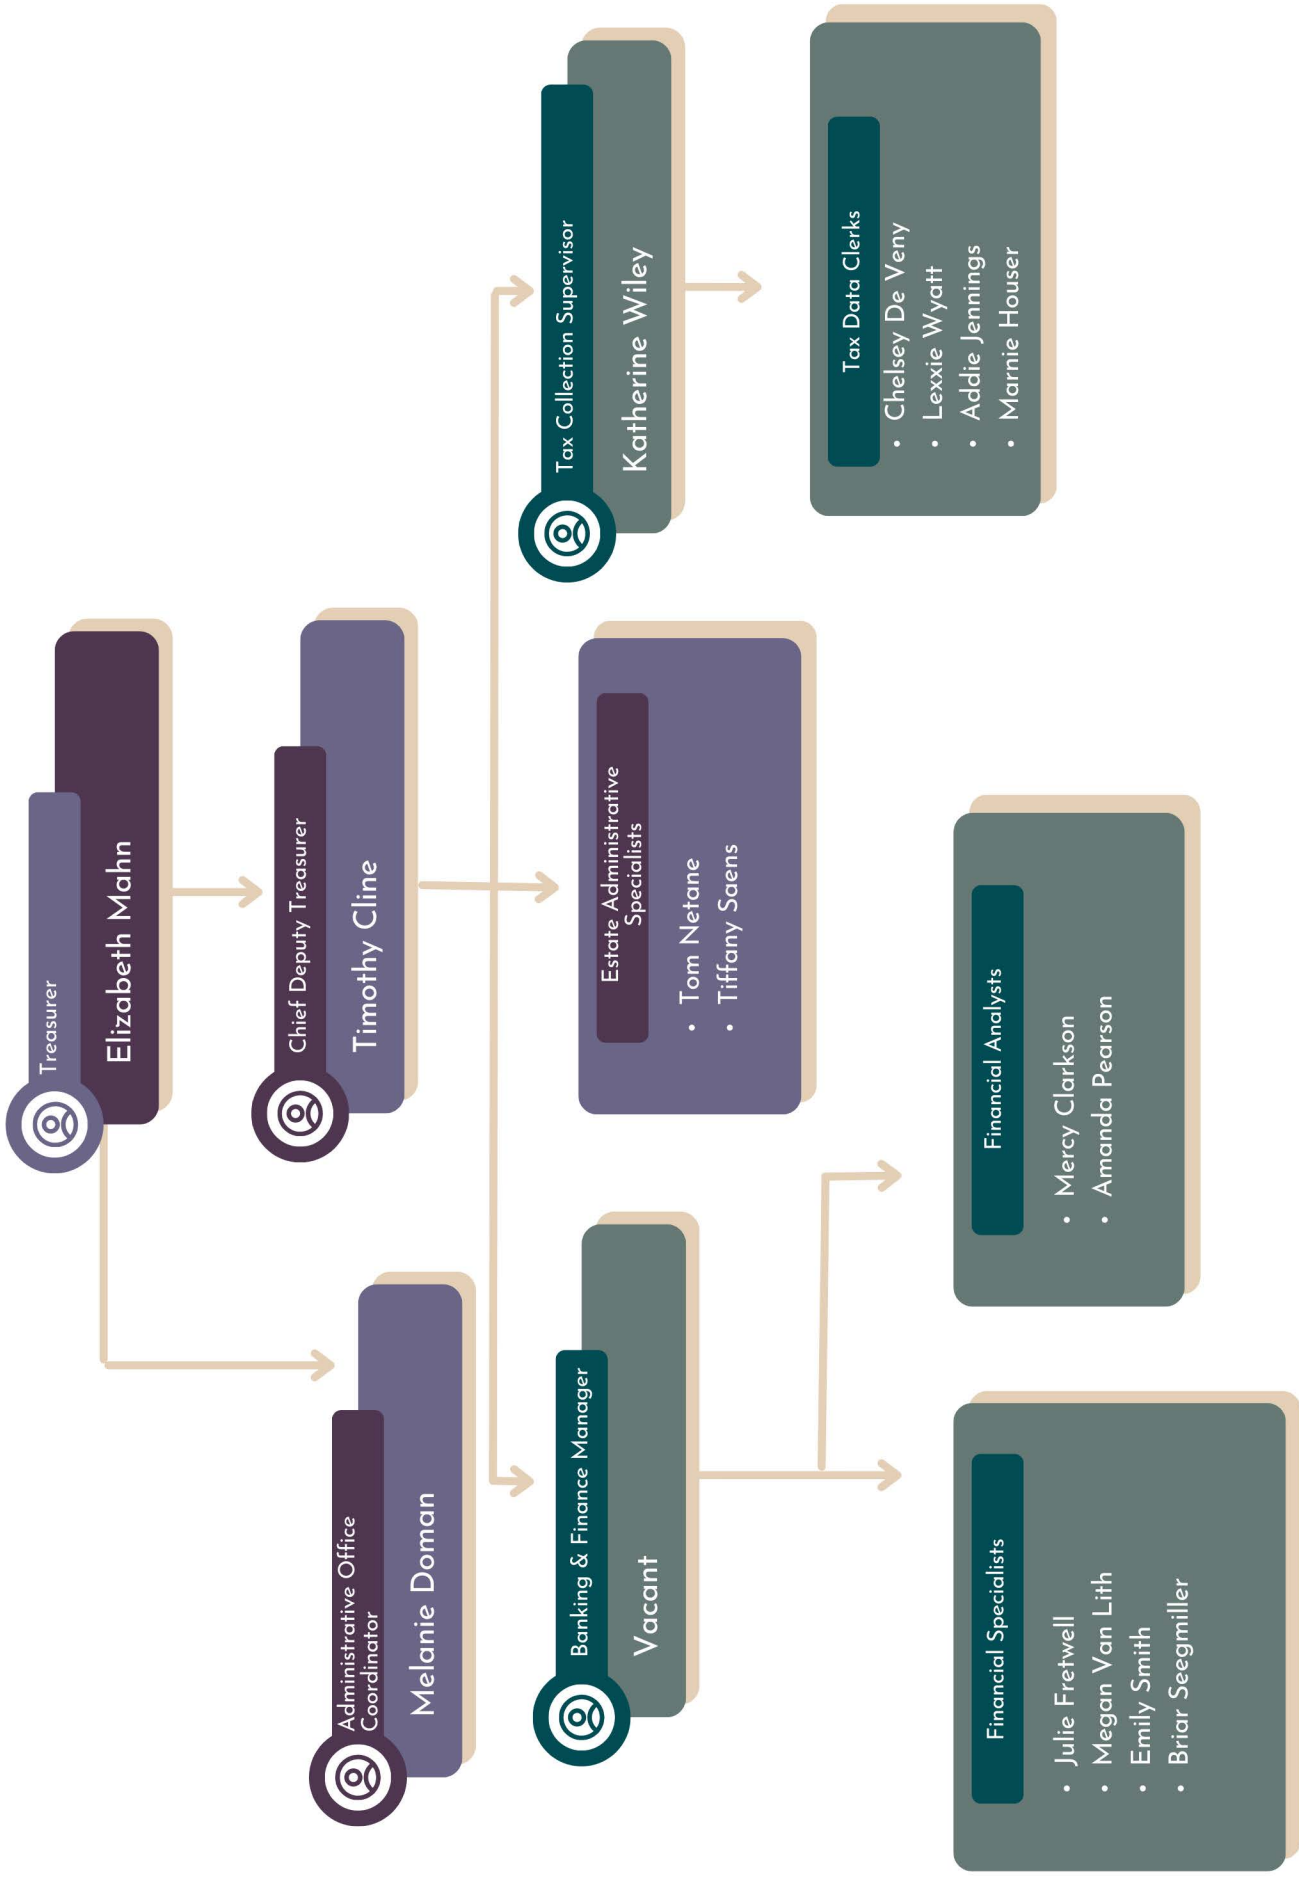 Treasurer
Elizabeth Mahn
Chief Deputy Treasurer
Timothy Cline
Administrative Office
Coordinator
Melanie Doman
Banking & Finance Manager
Vacant
Estate Administrative
Specialists
• Tom Netane
• Tiffany Saens
Tax Collection Supervisor
Katherine Wiley
Financial Specialists
• Julie Fretwell
• Megan Van Lith
• Emily Smith
• Briar Seegmiller
Financial Analysts
• Mercy Clarkson
• Amanda Pearson
Tax Data Clerks
• Chelsey De Veny
• Lexxie Wyatt
• Addie Jennings
• Marnie Houser